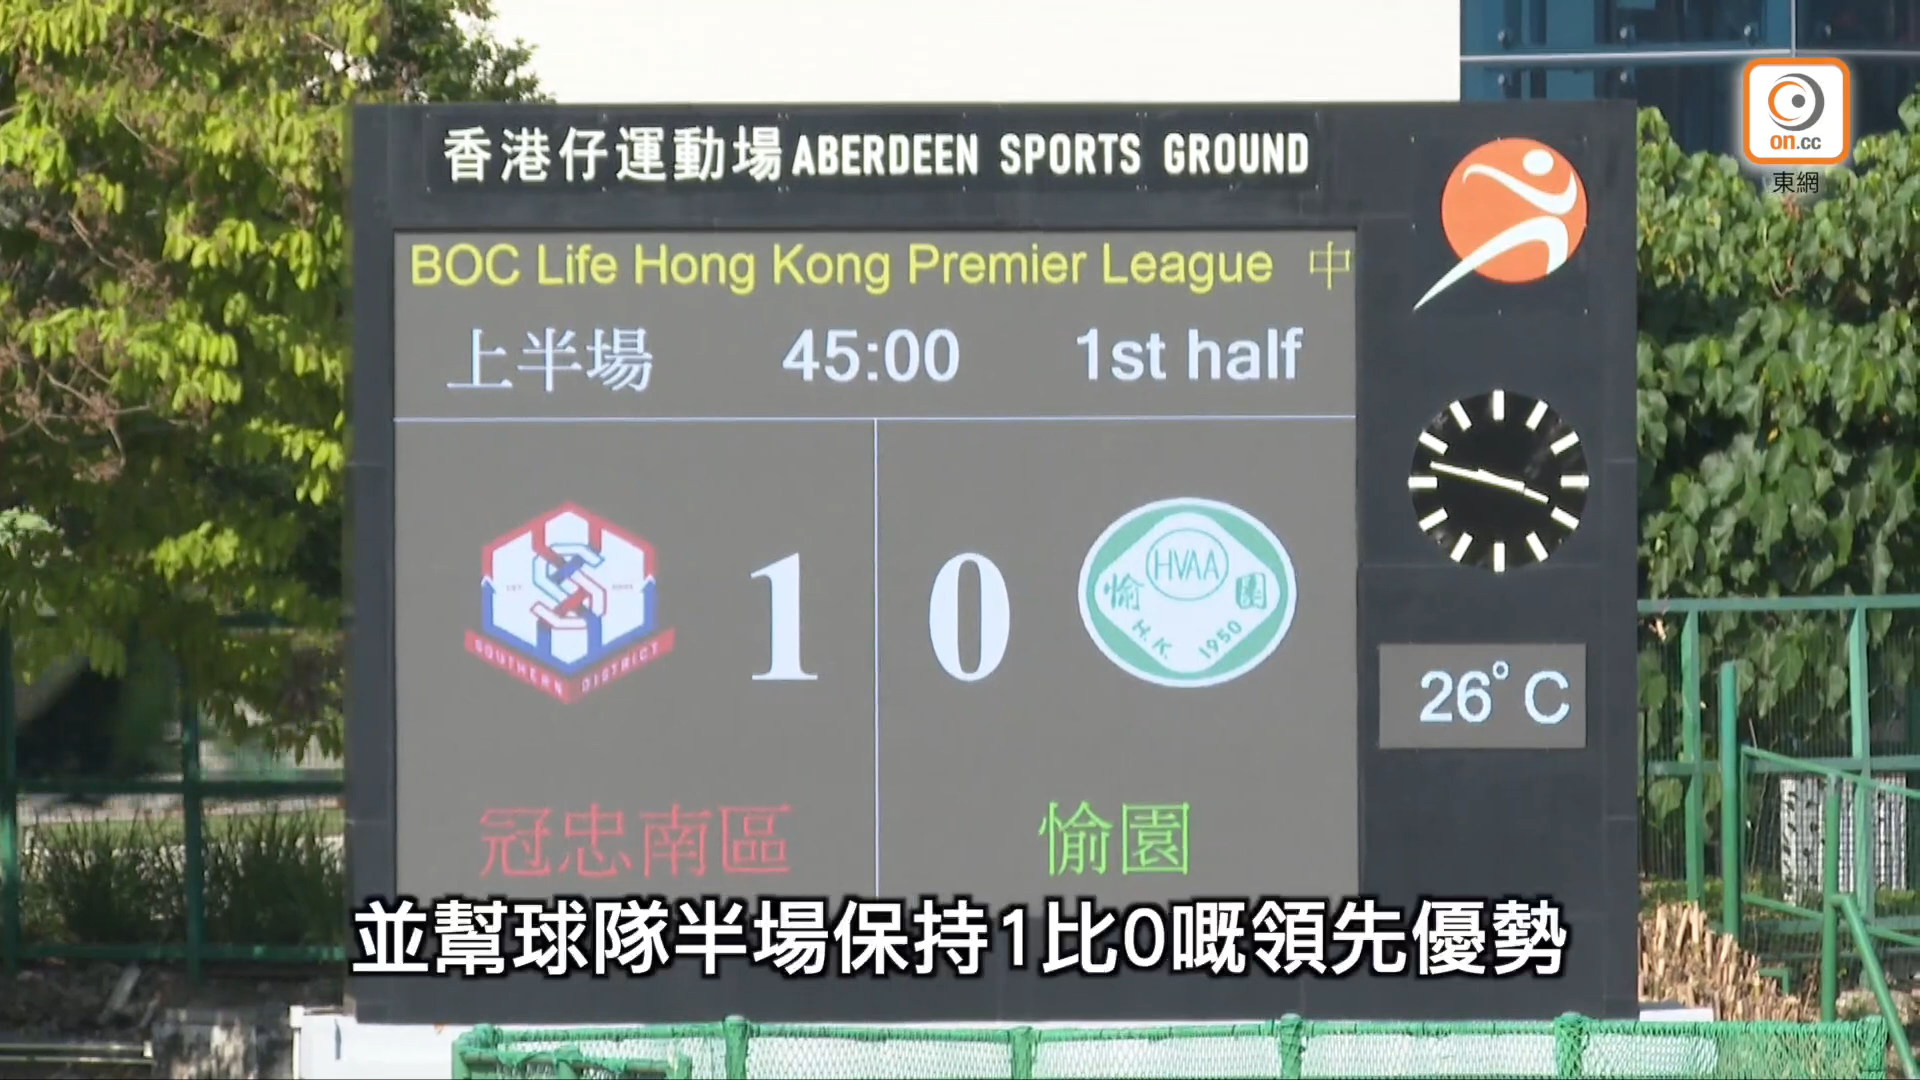 香港仔運動場 ABERDEEN SPORTS GROUND
on.cc
東網
BOC Life Hong Kong Premier League 中
上半場 45:00 1st half
1 0
SOUTHERN DISTRICT
HVAA
愉園
H.K. 1950
26°C
冠忠南區 愉園
並幫球隊半場保持1比0嘅領先優勢